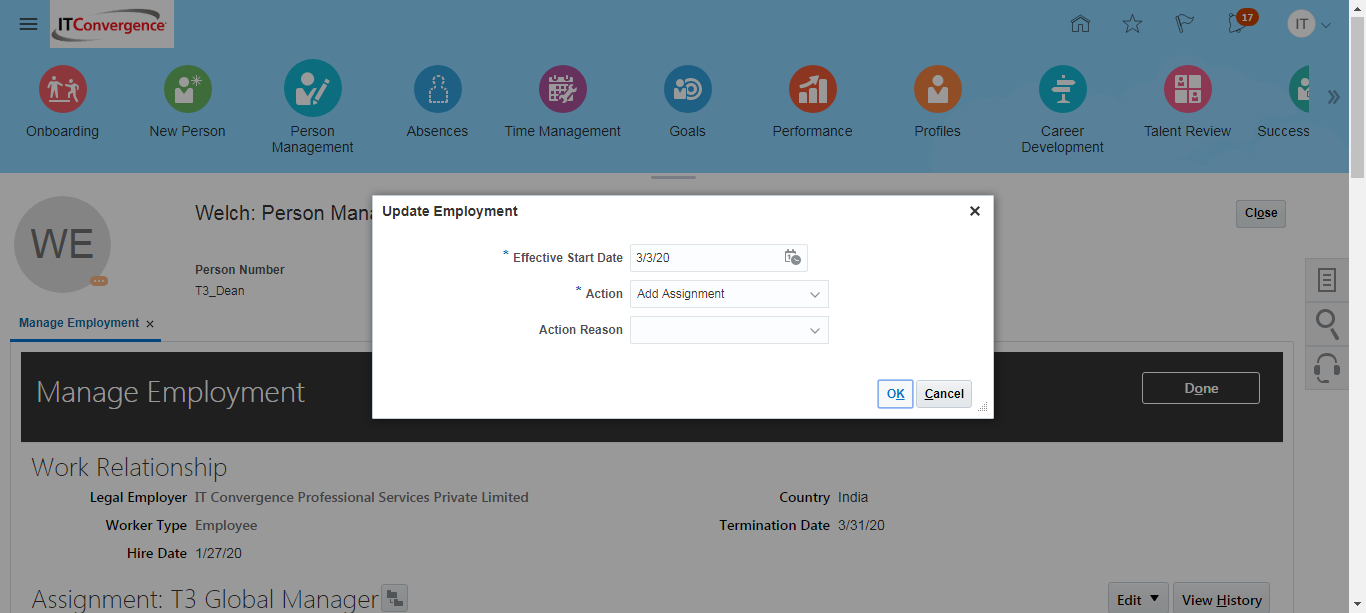 ITConvergence
17
IT
Onboarding
New Person
Person Management
Absences
Time Management
Goals
Performance
Profiles
Career Development
Talent Review
Success
WE
Welch: Person Mana
Close
Person Number
T3_Dean
Manage Employment
Update Employment
* Effective Start Date 3/3/20
* Action Add Assignment
Action Reason
OK Cancel
Manage Employment
Done
Work Relationship
Legal Employer IT Convergence Professional Services Private Limited
Country India
Worker Type Employee
Termination Date 3/31/20
Hire Date 1/27/20
Assignment: T3 Global Manager
Edit View History